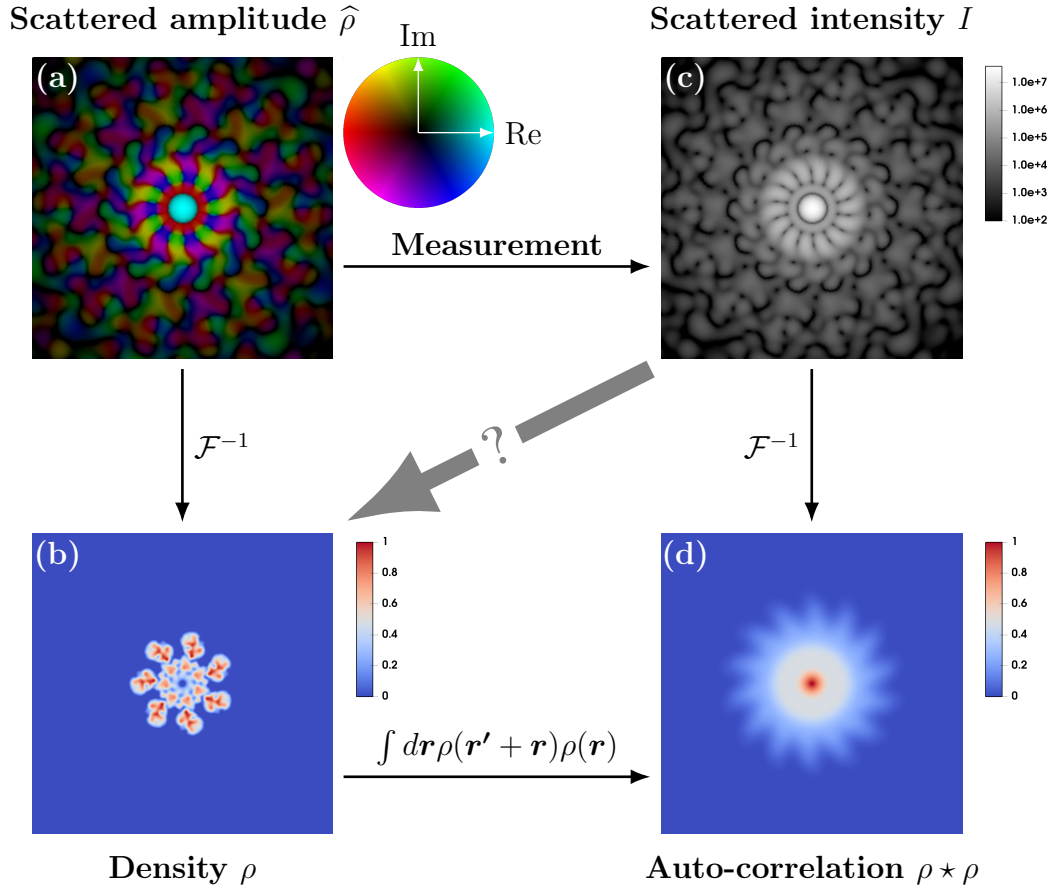 Scattered amplitude ρ̂
Scattered intensity I
(a)
Im
Re
(c)
1.0e+7
1.0e+6
1.0e+5
1.0e+4
1.0e+3
1.0e+2
Measurement
ℱ⁻¹
?
ℱ⁻¹
(b)
1
0.8
0.6
0.4
0.2
0
(d)
1
0.8
0.6
0.4
0.2
0
∫ drρ(r′ + r)ρ(r)
Density ρ
Auto-correlation ρ ⋆ ρ